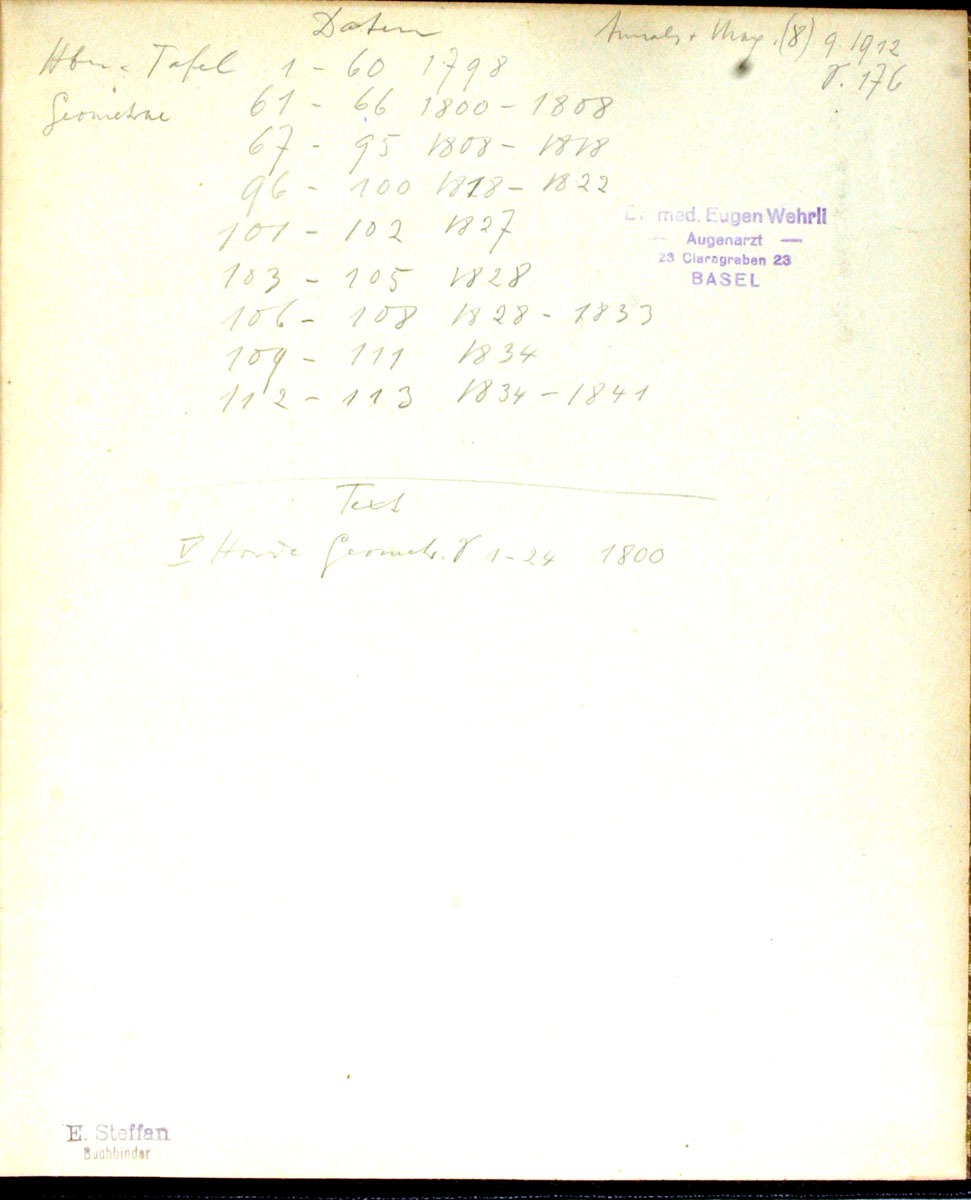 Daten
Annals + Mag. (8) 9. 1912
p. 176
Hbn. Tafel 1 - 60 1798
Geometrae 61 - 66 1800 - 1808
67 - 95 1808 - 1818
96 - 100 1818 - 1822
101 - 102 1827
103 - 105 1828
106 - 108 1828 - 1833
109 - 111 1834
112 - 113 1834 - 1841
Dr. med. Eugen Wehrli
— Augenarzt —
23 Claragraben 23
BASEL
Text
V Horde Geometr. p 1-24 1800
E. Steffan
Buchbinder